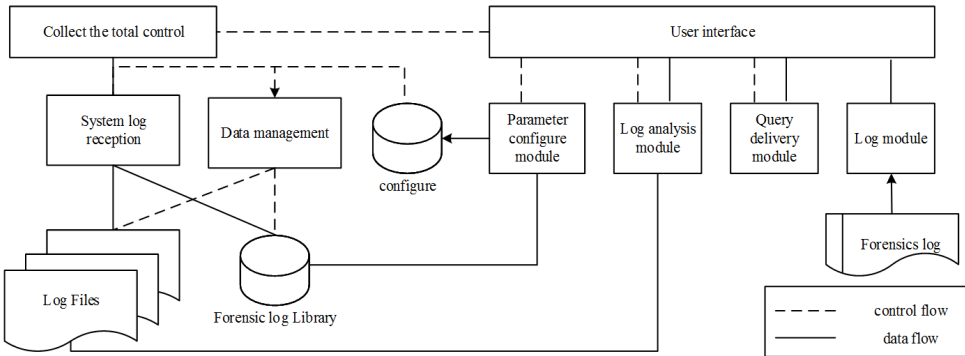 Collect the total control
User interface
System log
reception
Data management
configure
Parameter
configure
module
Log analysis
module
Query
delivery
module
Log module
Log Files
Forensic log Library
Forensics log
control flow
data flow